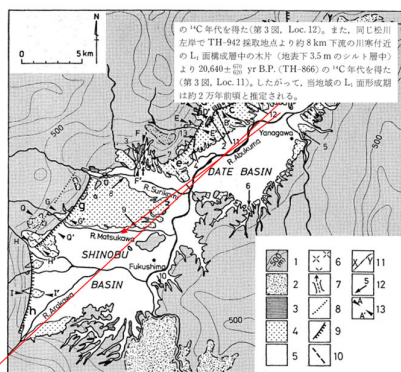 N
0 5km
の ¹⁴C 年代を得た（第3図, Loc. 12）。また，同じ松川
左岸で TH-942 採取地点より約 8 km 下流の川寒付近
の L₁ 面構成層中の木片（地表下 3.5 m のシルト層中）
より 20,640± yr B.P. (TH-866) の ¹⁴C 年代を得た
（第3図, Loc. 11）。したがって，当地域の L₁ 面形成期
は約2万年前頃と推定される。
500
Yanagawa
R. Abukuma
DATE BASIN
R. Surikami
R. Matsukawa
SHINOBU
BASIN
Fukushima
R. Arakawa
500
500
1 6 11
2 7 12
3 8 13
4 9
5 10